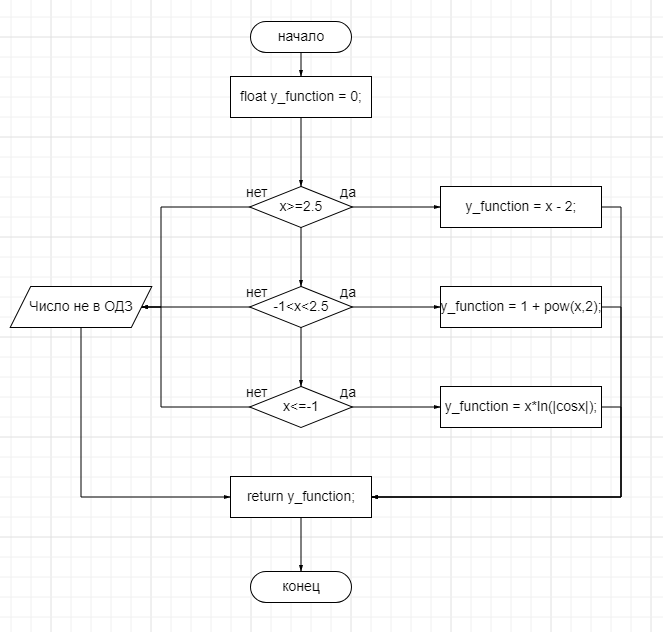 начало
float y_function = 0;
нет
да
x>=2.5
y_function = x - 2;
нет
да
Число не в ОДЗ
-1<x<2.5
y_function = 1 + pow(x,2);
нет
да
x<=-1
y_function = x*ln(|cosx|);
return y_function;
конец